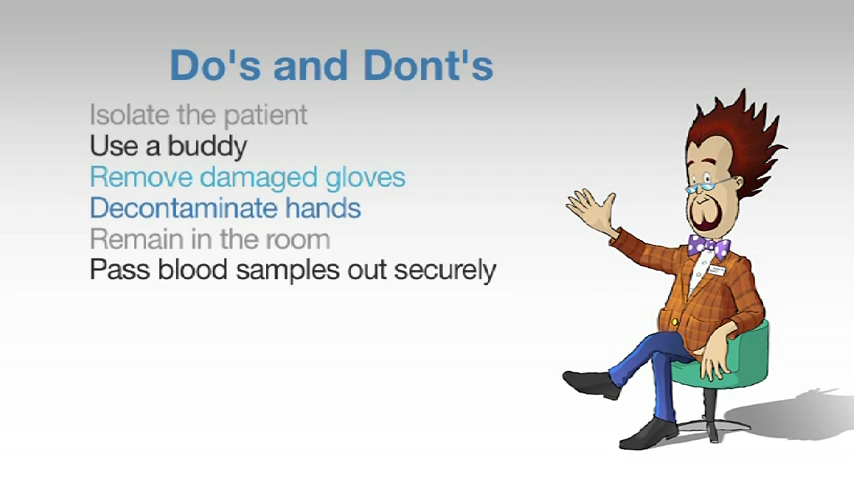 Do's and Dont's
Isolate the patient
Use a buddy
Remove damaged gloves
Decontaminate hands
Remain in the room
Pass blood samples out securely